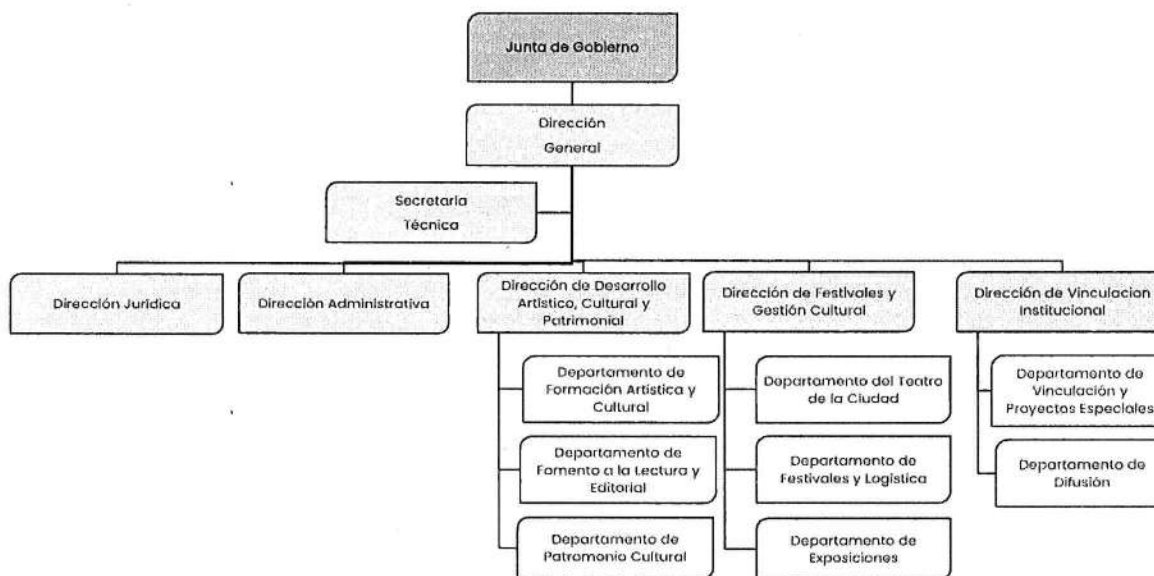 Junta de Gobierno
Dirección
General
Secretaria
Técnica
Dirección Jurídica
Dirección Administrativa
Dirección de Desarrollo
Artístico, Cultural y
Patrimonial
Dirección de Festivales y
Gestión Cultural
Dirección de Vinculacion
Institucional
Departamento de
Formación Artística y
Cultural
Departamento de
Fomento a la Lectura y
Editorial
Departamento de
Patromonio Cultural
Departamento del Teatro
de la Ciudad
Departamento de
Festivales y Logística
Departamento de
Exposiciones
Departamento de
Vinculación y
Proyectos Especiales
Departamento de
Difusión